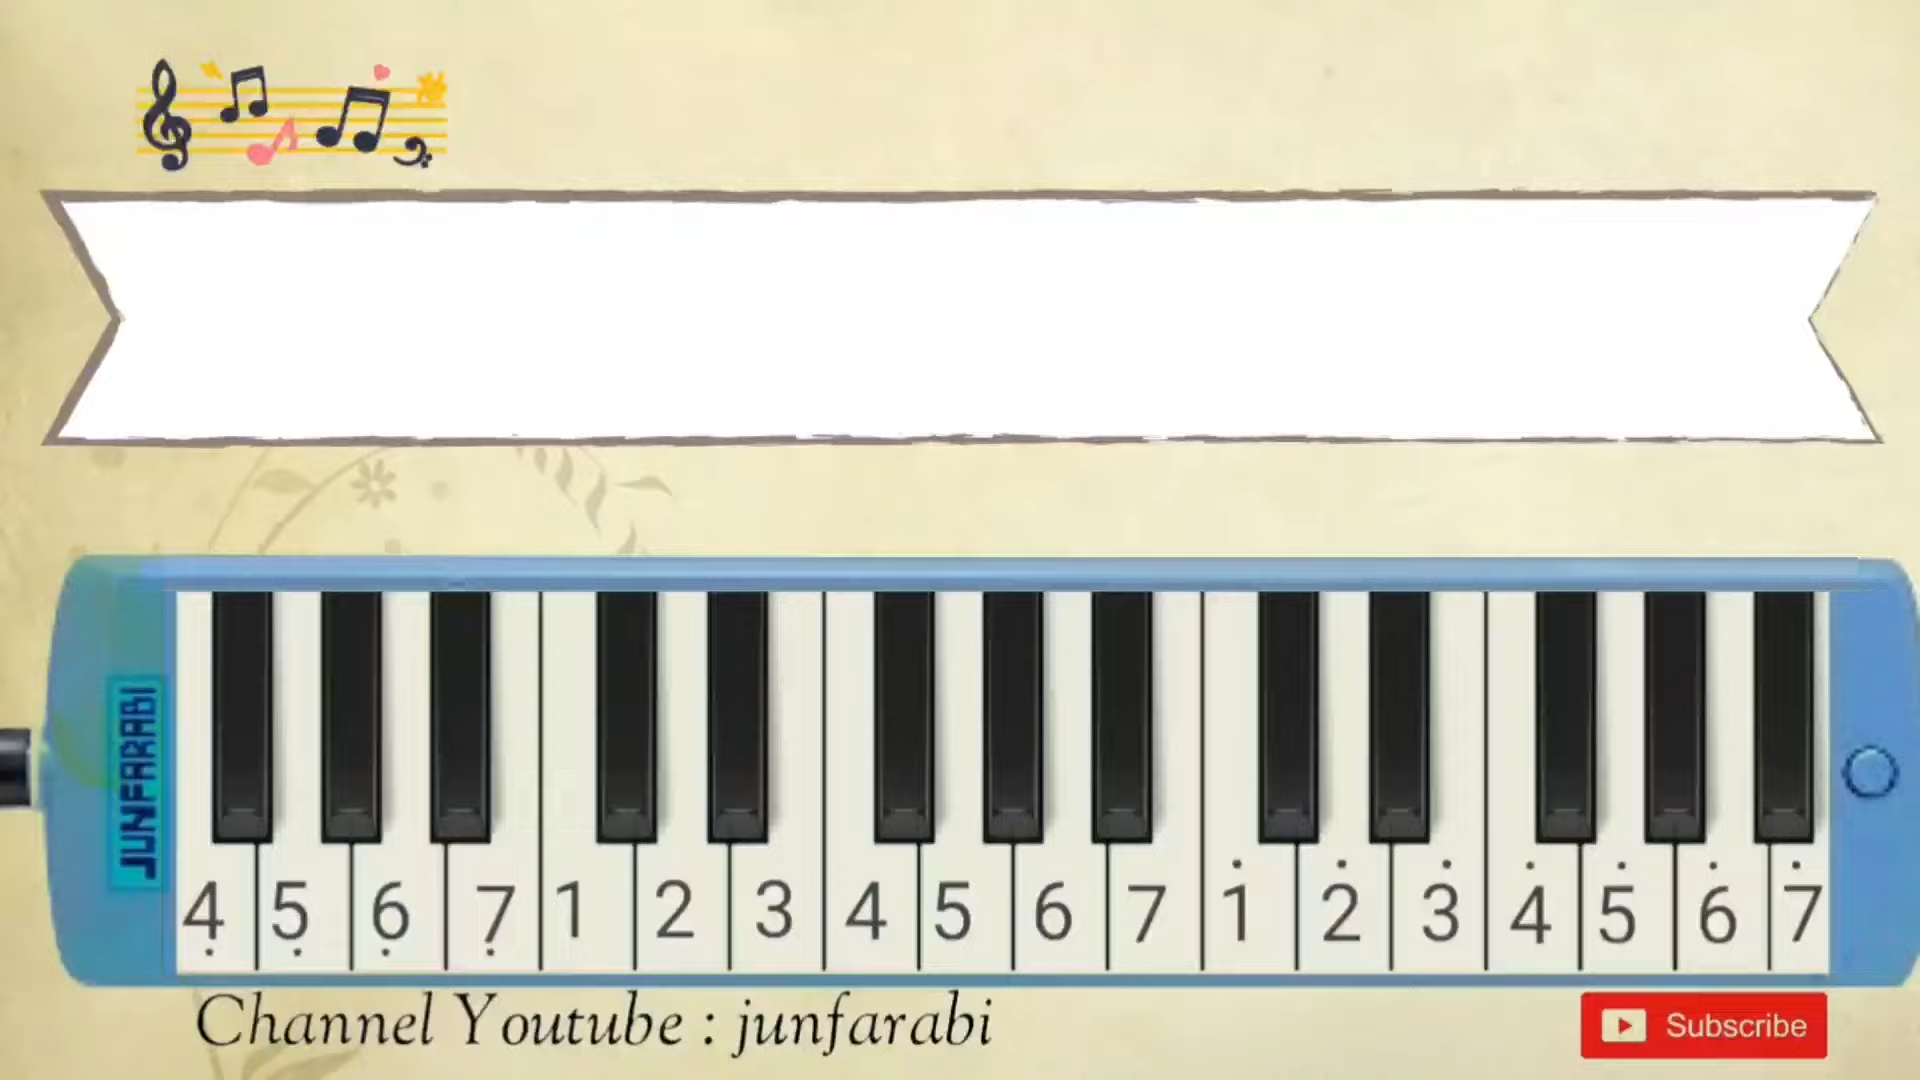 JUNFARABI
4̣ 5̣ 6̣ 7̣ 1 2 3 4 5 6 7 1̇ 2̇ 3̇ 4̇ 5̇ 6̇ 7̇
Channel Youtube : junfarabi
Subscribe